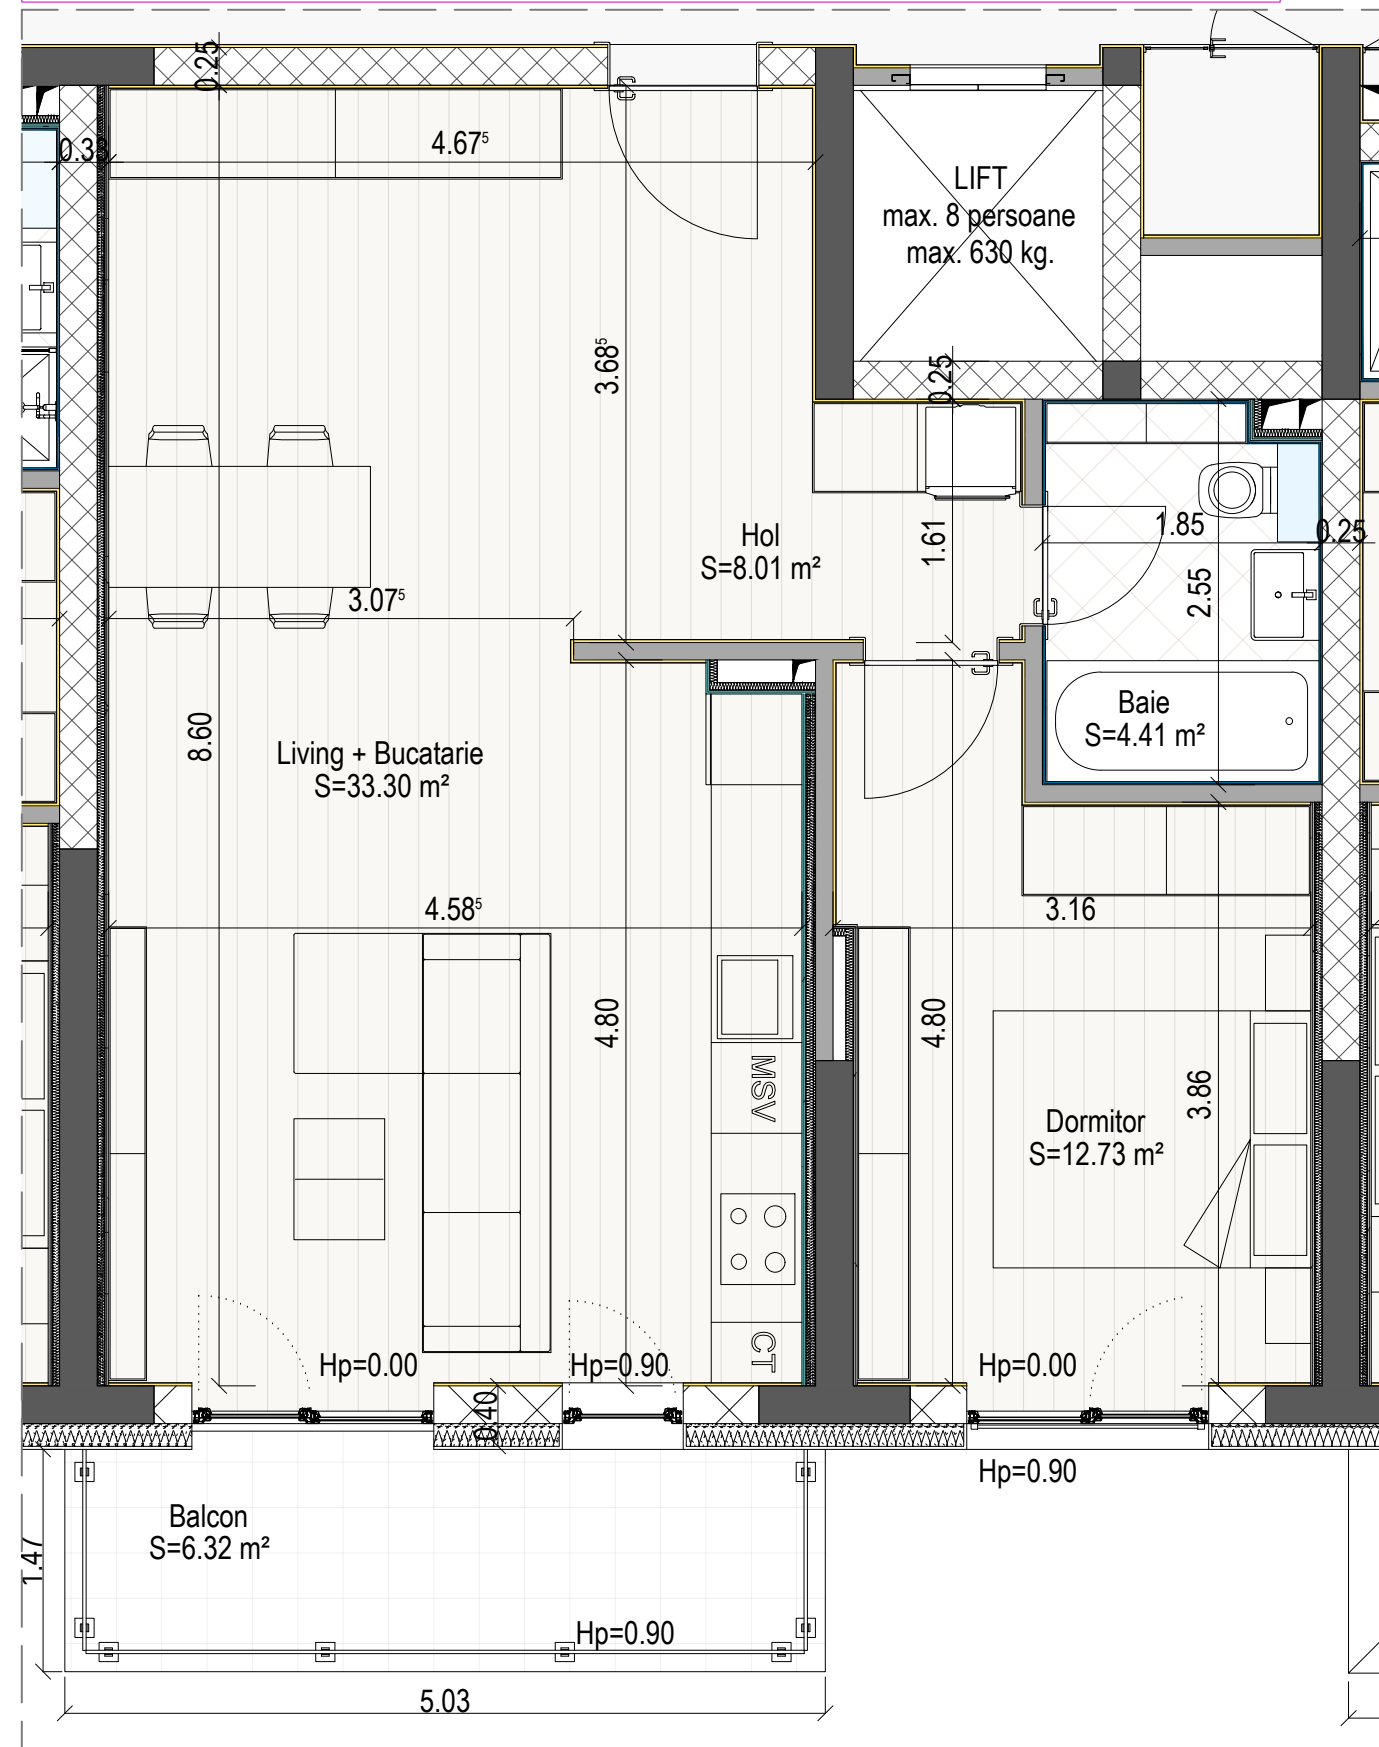 0.25
0.33
4.67⁵
LIFT
max. 8 persoane
max. 630 kg.
3.68⁵
0.25
Hol
S=8.01 m²
1.61
1.85
0.25
2.55
3.07⁵
8.60
Living + Bucatarie
S=33.30 m²
Baie
S=4.41 m²
4.58⁵
3.16
4.80
4.80
MSV
3.86
Dormitor
S=12.73 m²
CT
Hp=0.00
Hp=0.90
Hp=0.00
0.40
Hp=0.90
Balcon
S=6.32 m²
1.47
Hp=0.90
5.03